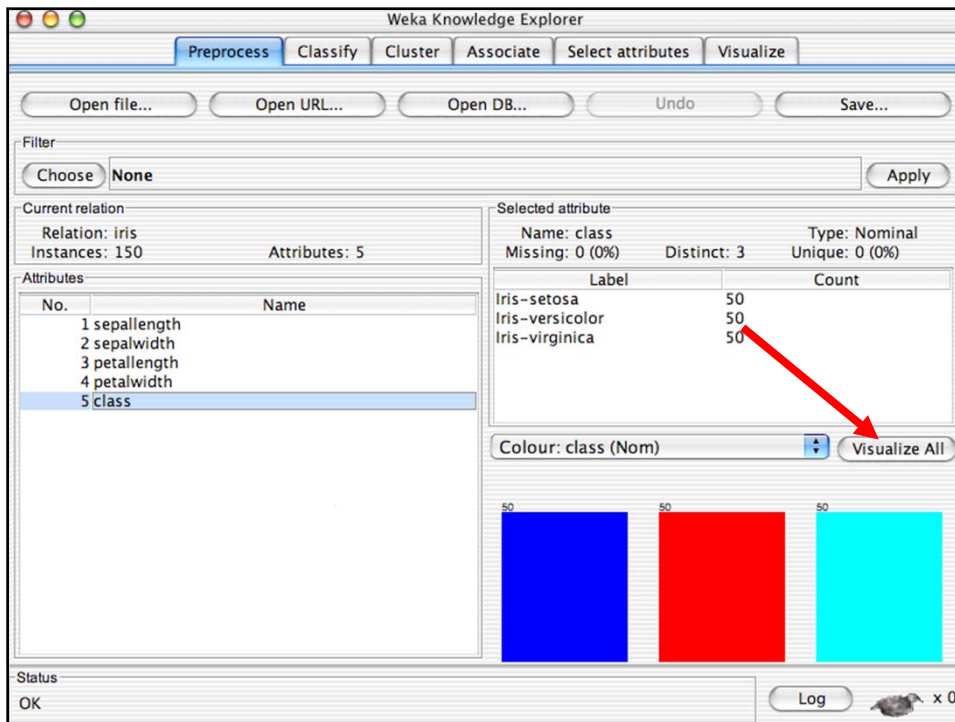 Weka Knowledge Explorer
Preprocess Classify Cluster Associate Select attributes Visualize
Open file... Open URL... Open DB... Undo Save...
Filter
Choose None Apply
Current relation
Relation: iris
Instances: 150 Attributes: 5
Attributes
No. Name
1 sepallength
2 sepalwidth
3 petallength
4 petalwidth
5 class
Selected attribute
Name: class Type: Nominal
Missing: 0 (0%) Distinct: 3 Unique: 0 (0%)
Label Count
Iris-setosa 50
Iris-versicolor 50
Iris-virginica 50
Colour: class (Nom) Visualize All
50 50 50
Status
OK Log x 0